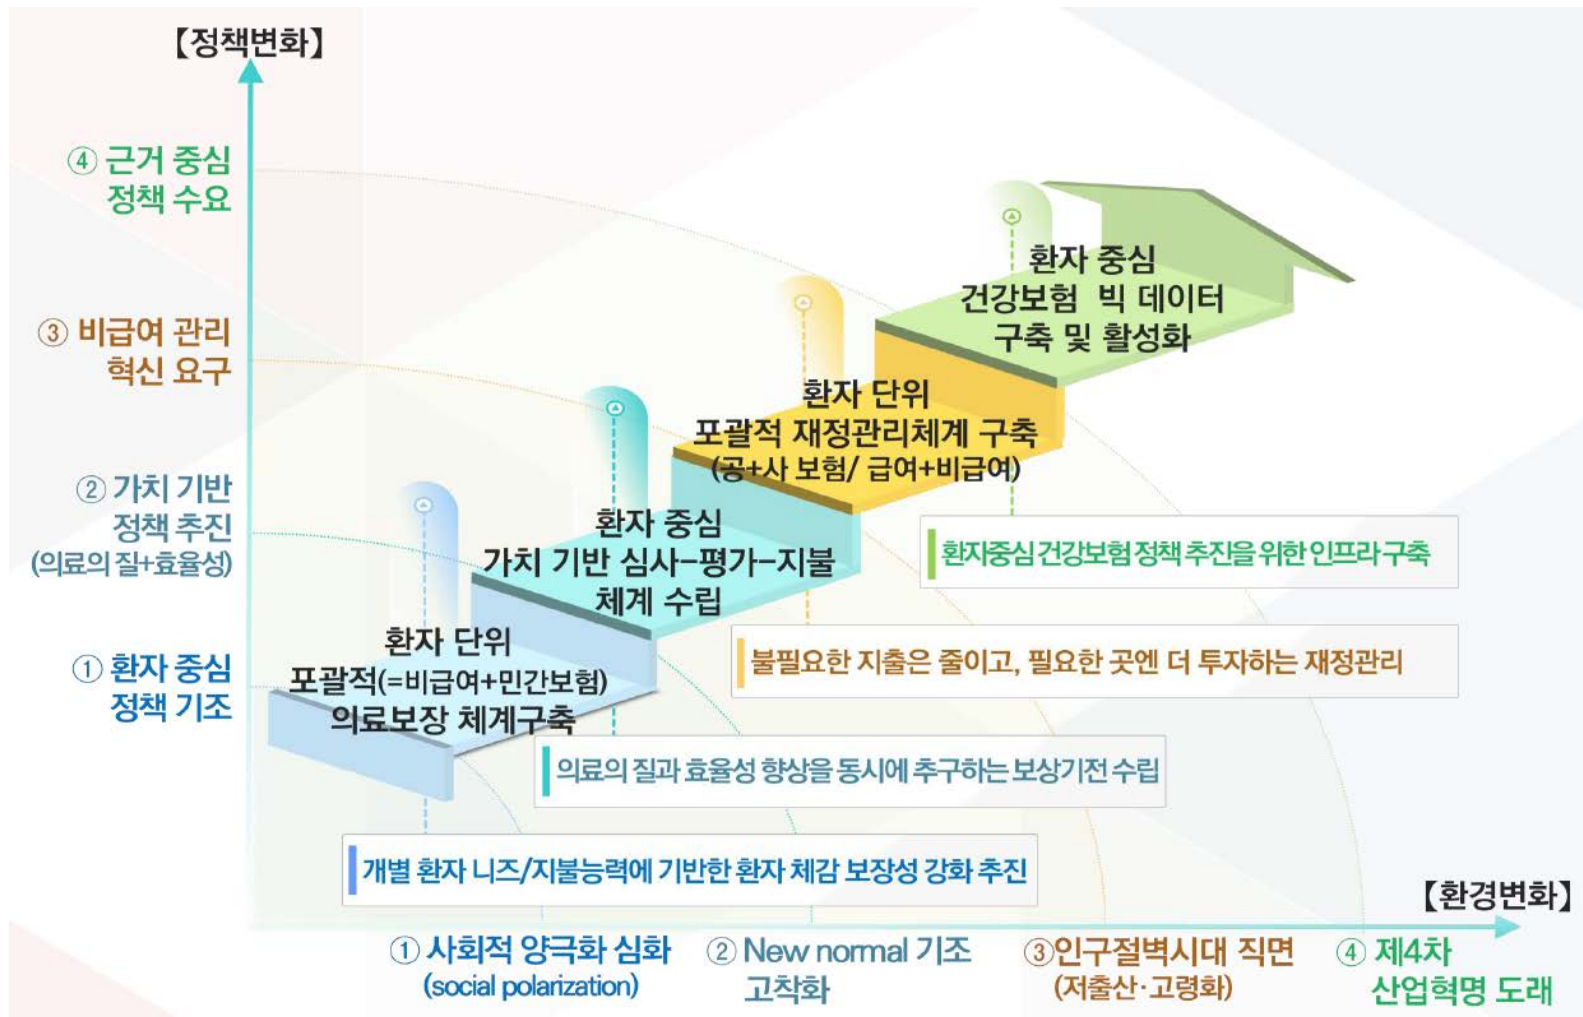 【정책변화】
④ 근거 중심
정책 수요
③ 비급여 관리
혁신 요구
② 가치 기반
정책 추진
(의료의 질+효율성)
① 환자 중심
정책 기조
환자 중심
건강보험 빅 데이터
구축 및 활성화
환자 단위
포괄적 재정관리체계 구축
(공+사 보험/ 급여+비급여)
환자 중심
가치 기반 심사-평가-지불
체계 수립
환자 단위
포괄적(=비급여+민간보험)
의료보장 체계구축
환자중심 건강보험 정책 추진을 위한 인프라 구축
불필요한 지출은 줄이고, 필요한 곳엔 더 투자하는 재정관리
의료의 질과 효율성 향상을 동시에 추구하는 보상기전 수립
개별 환자 니즈/지불능력에 기반한 환자 체감 보장성 강화 추진
【환경변화】
① 사회적 양극화 심화
(social polarization)
② New normal 기조
고착화
③인구절벽시대 직면
(저출산·고령화)
④ 제4차
산업혁명 도래